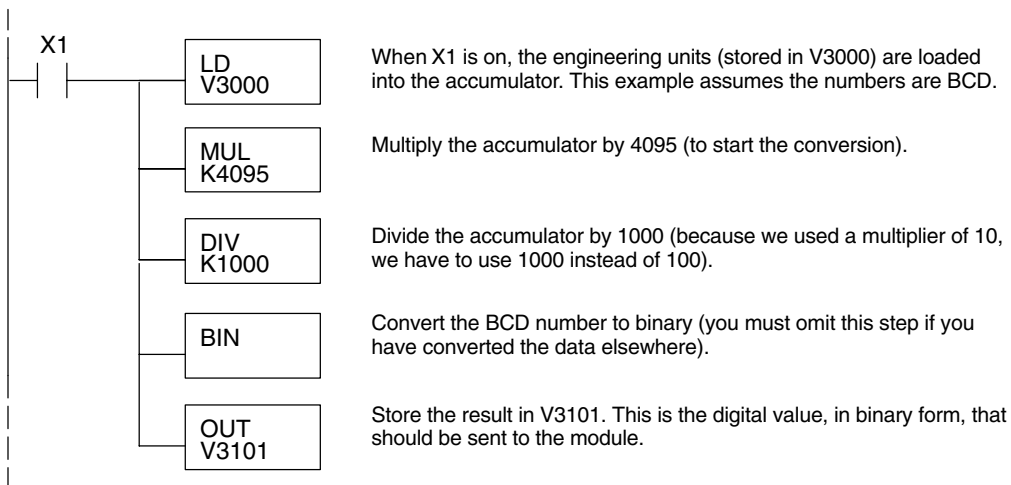 X1
LD
V3000
When X1 is on, the engineering units (stored in V3000) are loaded
into the accumulator. This example assumes the numbers are BCD.
MUL
K4095
Multiply the accumulator by 4095 (to start the conversion).
DIV
K1000
Divide the accumulator by 1000 (because we used a multiplier of 10,
we have to use 1000 instead of 100).
BIN
Convert the BCD number to binary (you must omit this step if you
have converted the data elsewhere).
OUT
V3101
Store the result in V3101. This is the digital value, in binary form, that
should be sent to the module.